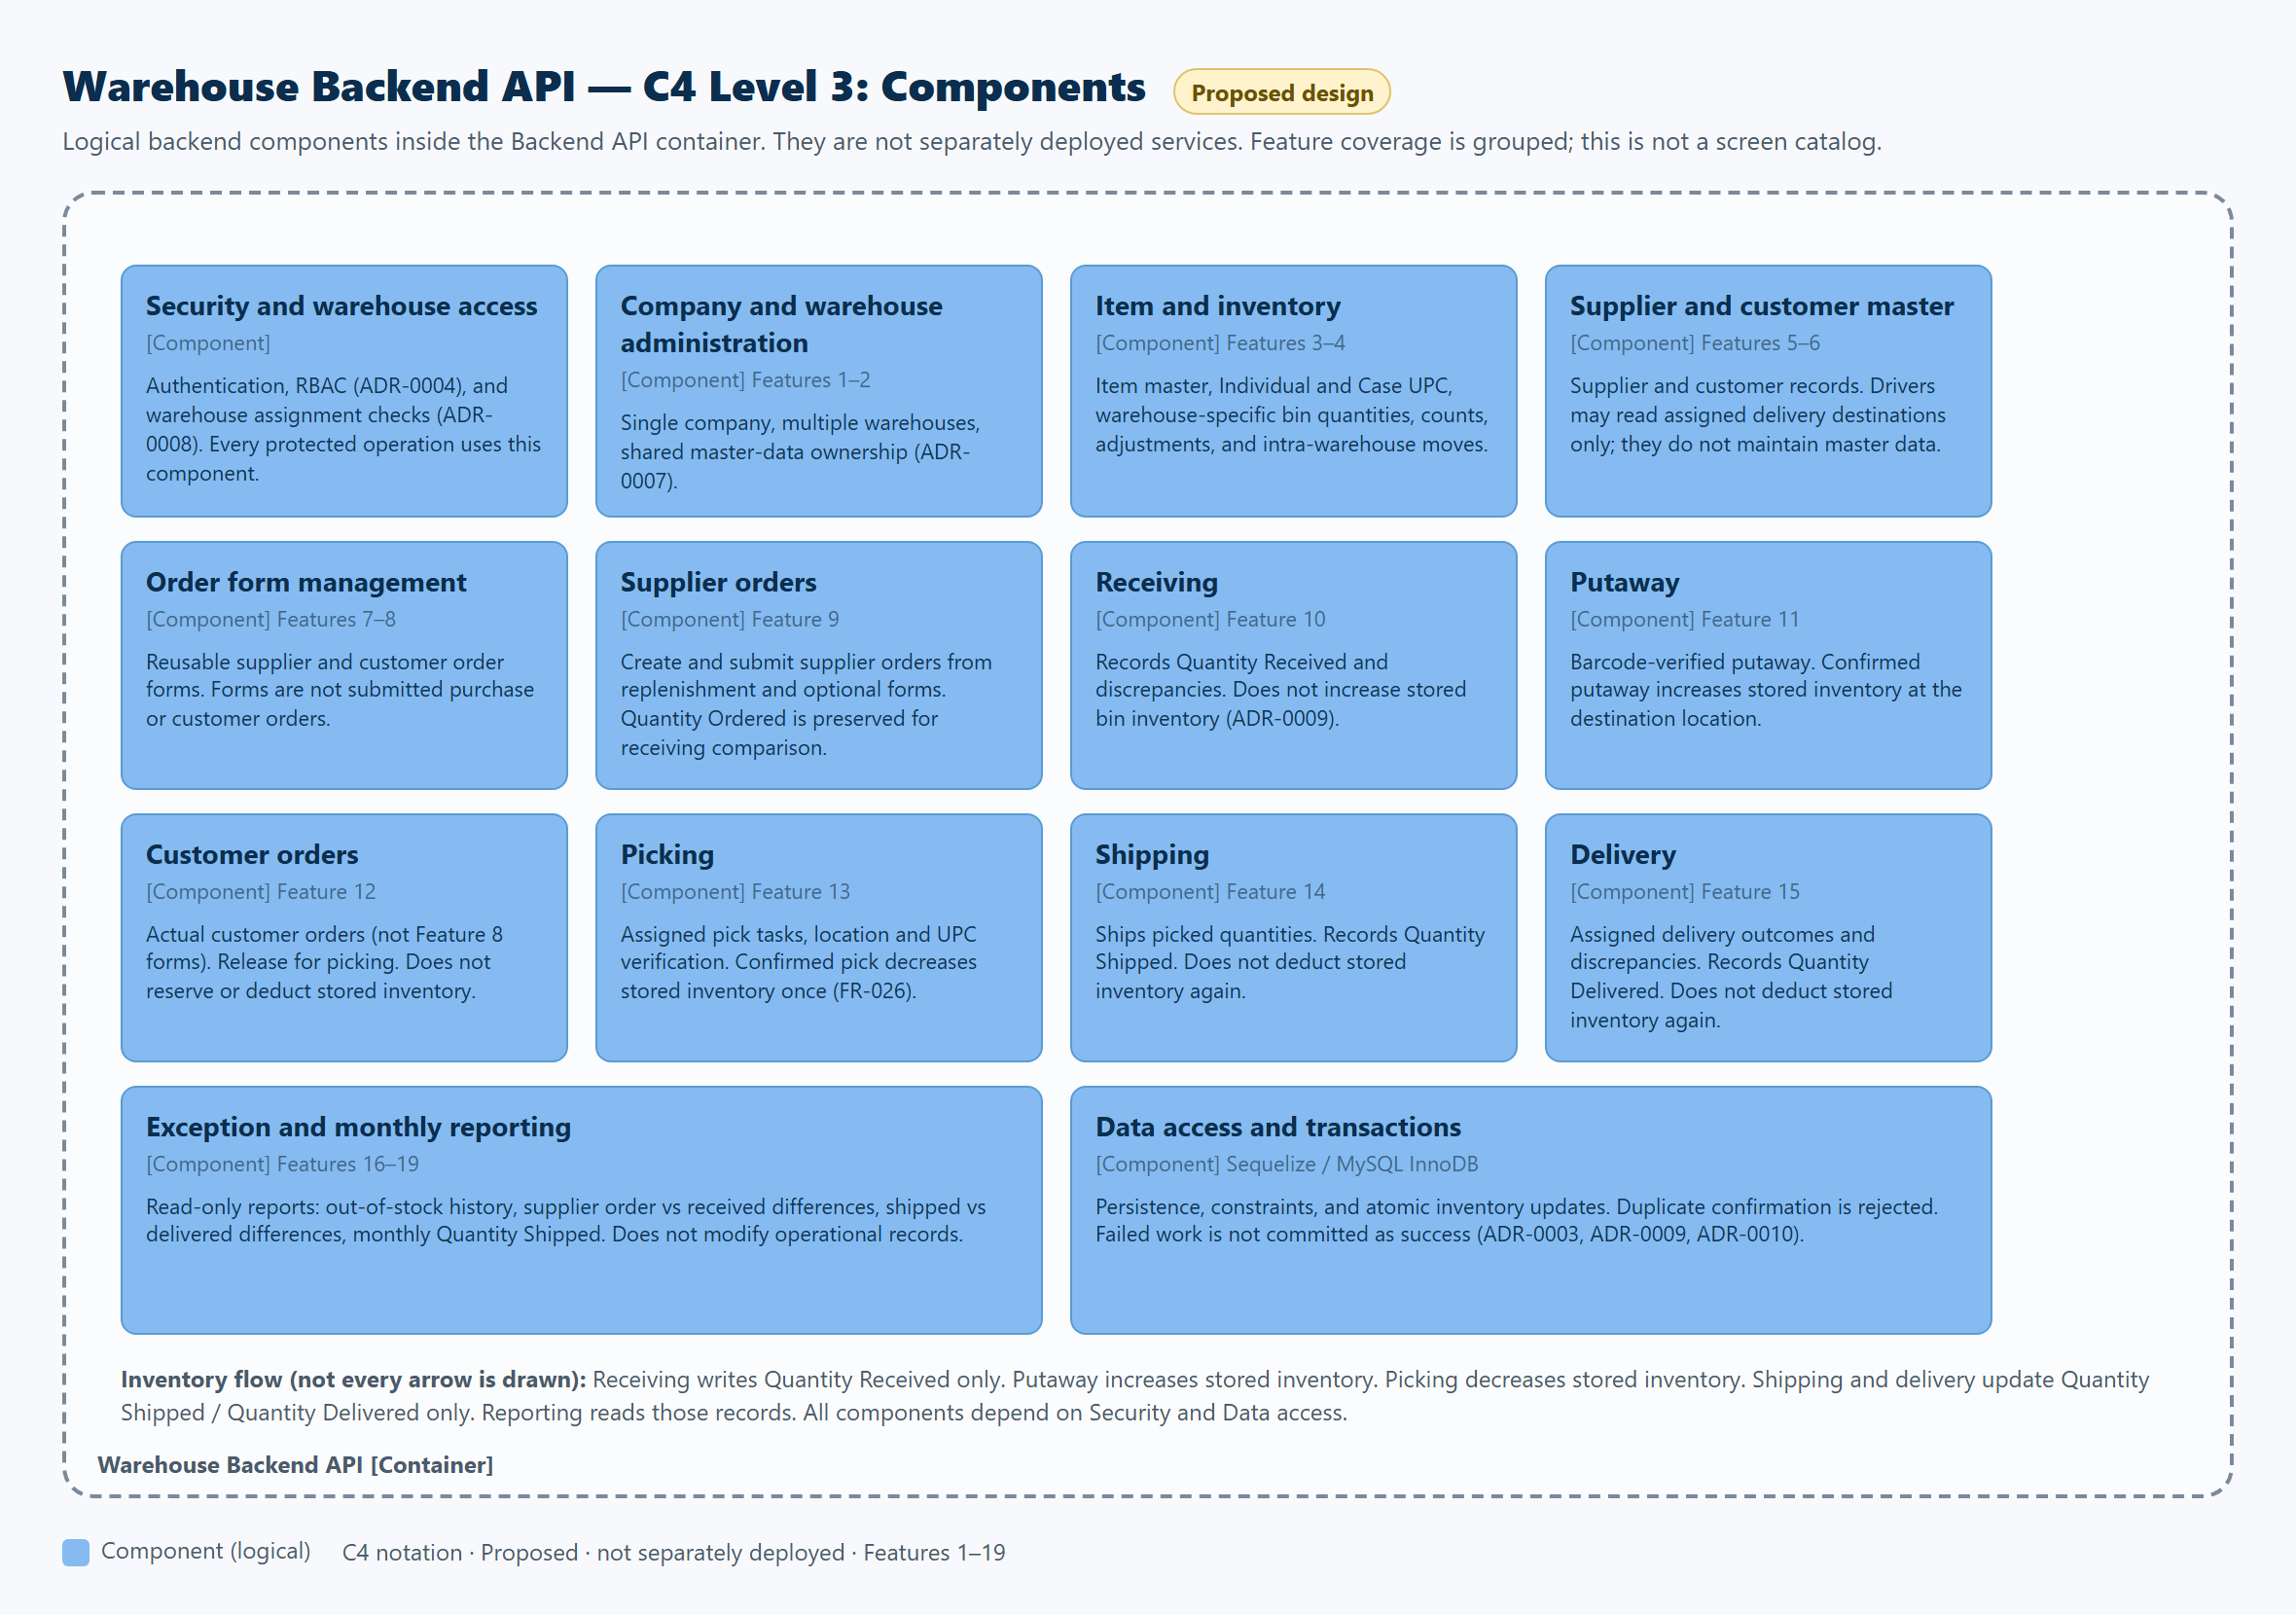 Warehouse Backend API — C4 Level 3: Components
Proposed design
Logical backend components inside the Backend API container. They are not separately deployed services. Feature coverage is grouped; this is not a screen catalog.
Security and warehouse access
[Component]
Authentication, RBAC (ADR-0004), and
warehouse assignment checks (ADR-
0008). Every protected operation uses this
component.
Company and warehouse
administration
[Component] Features 1–2
Single company, multiple warehouses,
shared master-data ownership (ADR-
0007).
Item and inventory
[Component] Features 3–4
Item master, Individual and Case UPC,
warehouse-specific bin quantities, counts,
adjustments, and intra-warehouse moves.
Supplier and customer master
[Component] Features 5–6
Supplier and customer records. Drivers
may read assigned delivery destinations
only; they do not maintain master data.
Order form management
[Component] Features 7–8
Reusable supplier and customer order
forms. Forms are not submitted purchase
or customer orders.
Supplier orders
[Component] Feature 9
Create and submit supplier orders from
replenishment and optional forms.
Quantity Ordered is preserved for
receiving comparison.
Receiving
[Component] Feature 10
Records Quantity Received and
discrepancies. Does not increase stored
bin inventory (ADR-0009).
Putaway
[Component] Feature 11
Barcode-verified putaway. Confirmed
putaway increases stored inventory at the
destination location.
Customer orders
[Component] Feature 12
Actual customer orders (not Feature 8
forms). Release for picking. Does not
reserve or deduct stored inventory.
Picking
[Component] Feature 13
Assigned pick tasks, location and UPC
verification. Confirmed pick decreases
stored inventory once (FR-026).
Shipping
[Component] Feature 14
Ships picked quantities. Records Quantity
Shipped. Does not deduct stored
inventory again.
Delivery
[Component] Feature 15
Assigned delivery outcomes and
discrepancies. Records Quantity
Delivered. Does not deduct stored
inventory again.
Exception and monthly reporting
[Component] Features 16–19
Read-only reports: out-of-stock history, supplier order vs received differences, shipped vs
delivered differences, monthly Quantity Shipped. Does not modify operational records.
Data access and transactions
[Component] Sequelize / MySQL InnoDB
Persistence, constraints, and atomic inventory updates. Duplicate confirmation is rejected.
Failed work is not committed as success (ADR-0003, ADR-0009, ADR-0010).
Inventory flow (not every arrow is drawn): Receiving writes Quantity Received only. Putaway increases stored inventory. Picking decreases stored inventory. Shipping and delivery update Quantity
Shipped / Quantity Delivered only. Reporting reads those records. All components depend on Security and Data access.
Warehouse Backend API [Container]
Component (logical)
C4 notation · Proposed · not separately deployed · Features 1–19